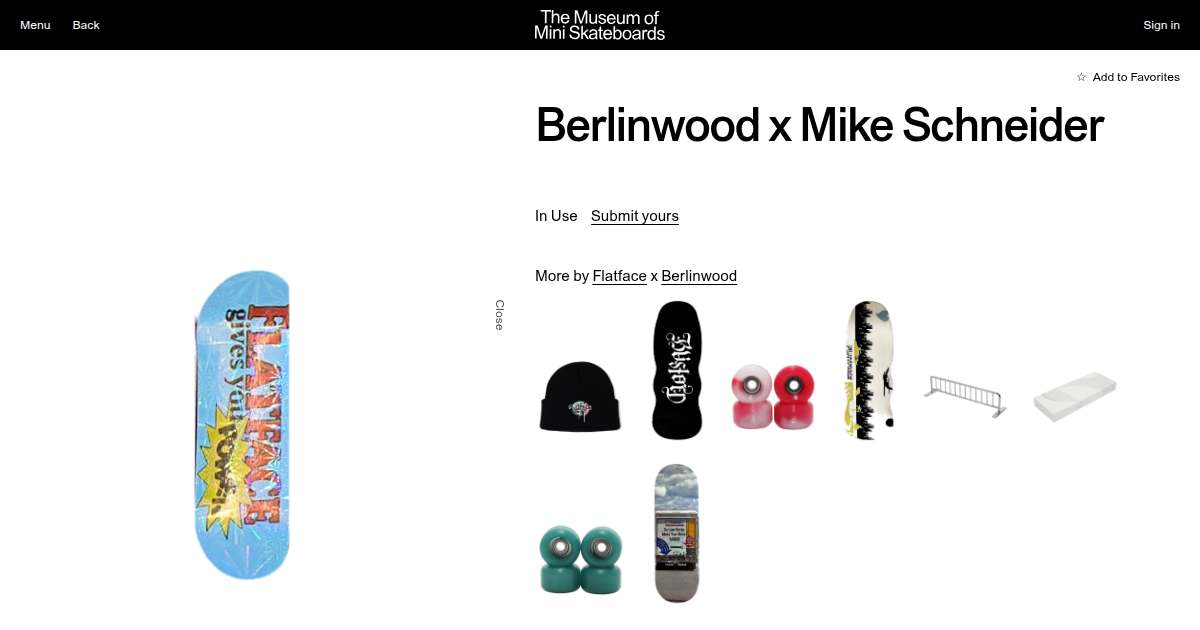 Menu
Back
The Museum of
Mini Skateboards
Sign in
☆ Add to Favorites
Berlinwood x Mike Schneider
In Use Submit yours
More by Flatface x Berlinwood
Close
FLATFACE
gives you
POWER